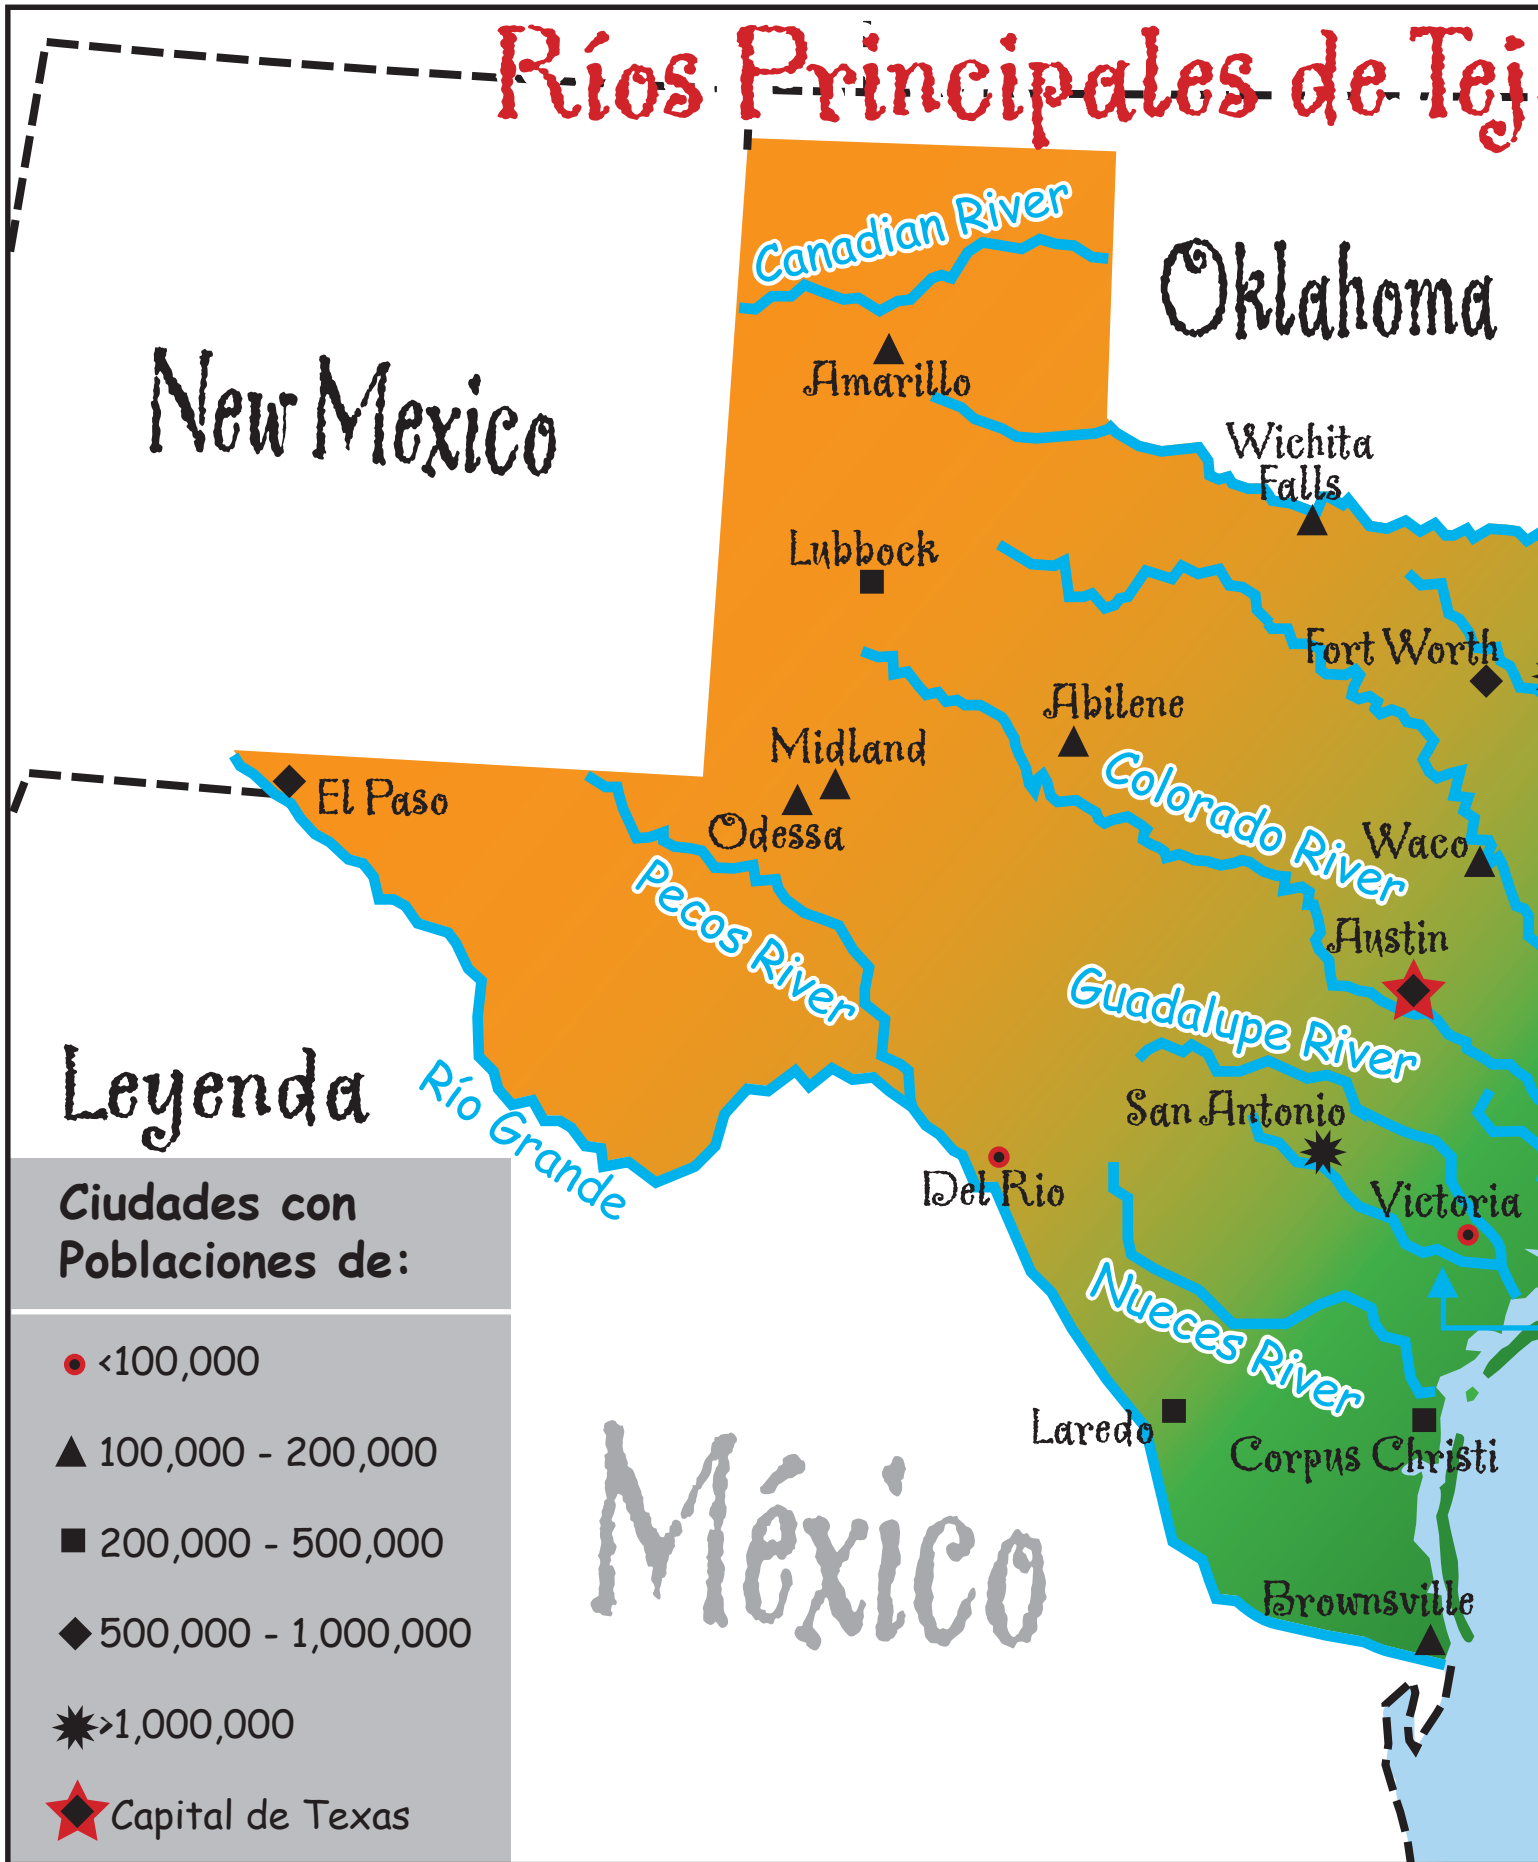 Ríos Principales de Tej
Canadian River
Oklahoma
New Mexico
Amarillo
Wichita
Falls
Lubbock
Fort Worth
Abilene
Midland
Colorado River
El Paso
Odessa
Waco
Pecos River
Austin
Guadalupe River
Leyenda
Río Grande
San Antonio
Del Rio
Victoria
Ciudades con
Poblaciones de:
Nueces River
<100,000
Laredo
Corpus Christi
100,000 - 200,000
México
200,000 - 500,000
Brownsville
500,000 - 1,000,000
>1,000,000
Capital de Texas